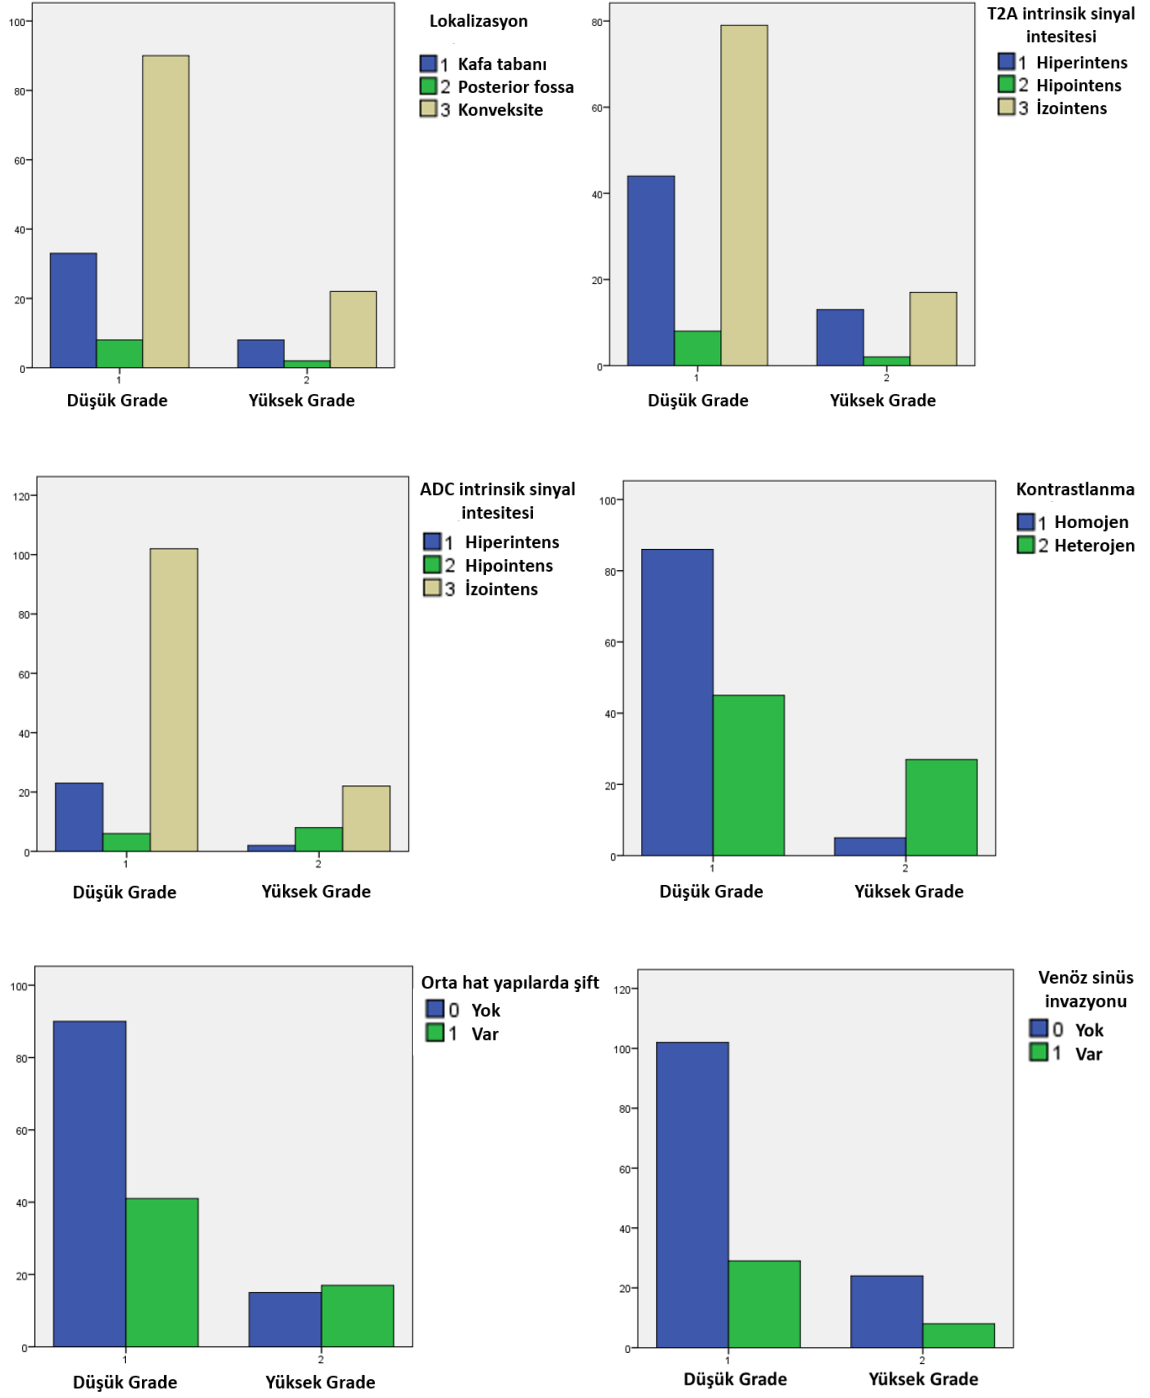 Lokalizasyon
1 Kafa tabanı
2 Posterior fossa
3 Konveksite
100
80
60
40
20
0
1
2
Düşük Grade
Yüksek Grade
T2A intrinsik sinyal
intesitesi
1 Hiperintens
2 Hipointens
3 İzointens
80
60
40
20
0
1
2
Düşük Grade
Yüksek Grade
ADC intrinsik sinyal
intesitesi
1 Hiperintens
2 Hipointens
3 İzointens
120
100
80
60
40
20
0
1
2
Düşük Grade
Yüksek Grade
Kontrastlanma
1 Homojen
2 Heterojen
100
80
60
40
20
0
1
2
Düşük Grade
Yüksek Grade
Orta hat yapılarda şift
0 Yok
1 Var
100
80
60
40
20
0
1
2
Düşük Grade
Yüksek Grade
Venöz sinüs
invazyonu
0 Yok
1 Var
120
100
80
60
40
20
0
1
2
Düşük Grade
Yüksek Grade